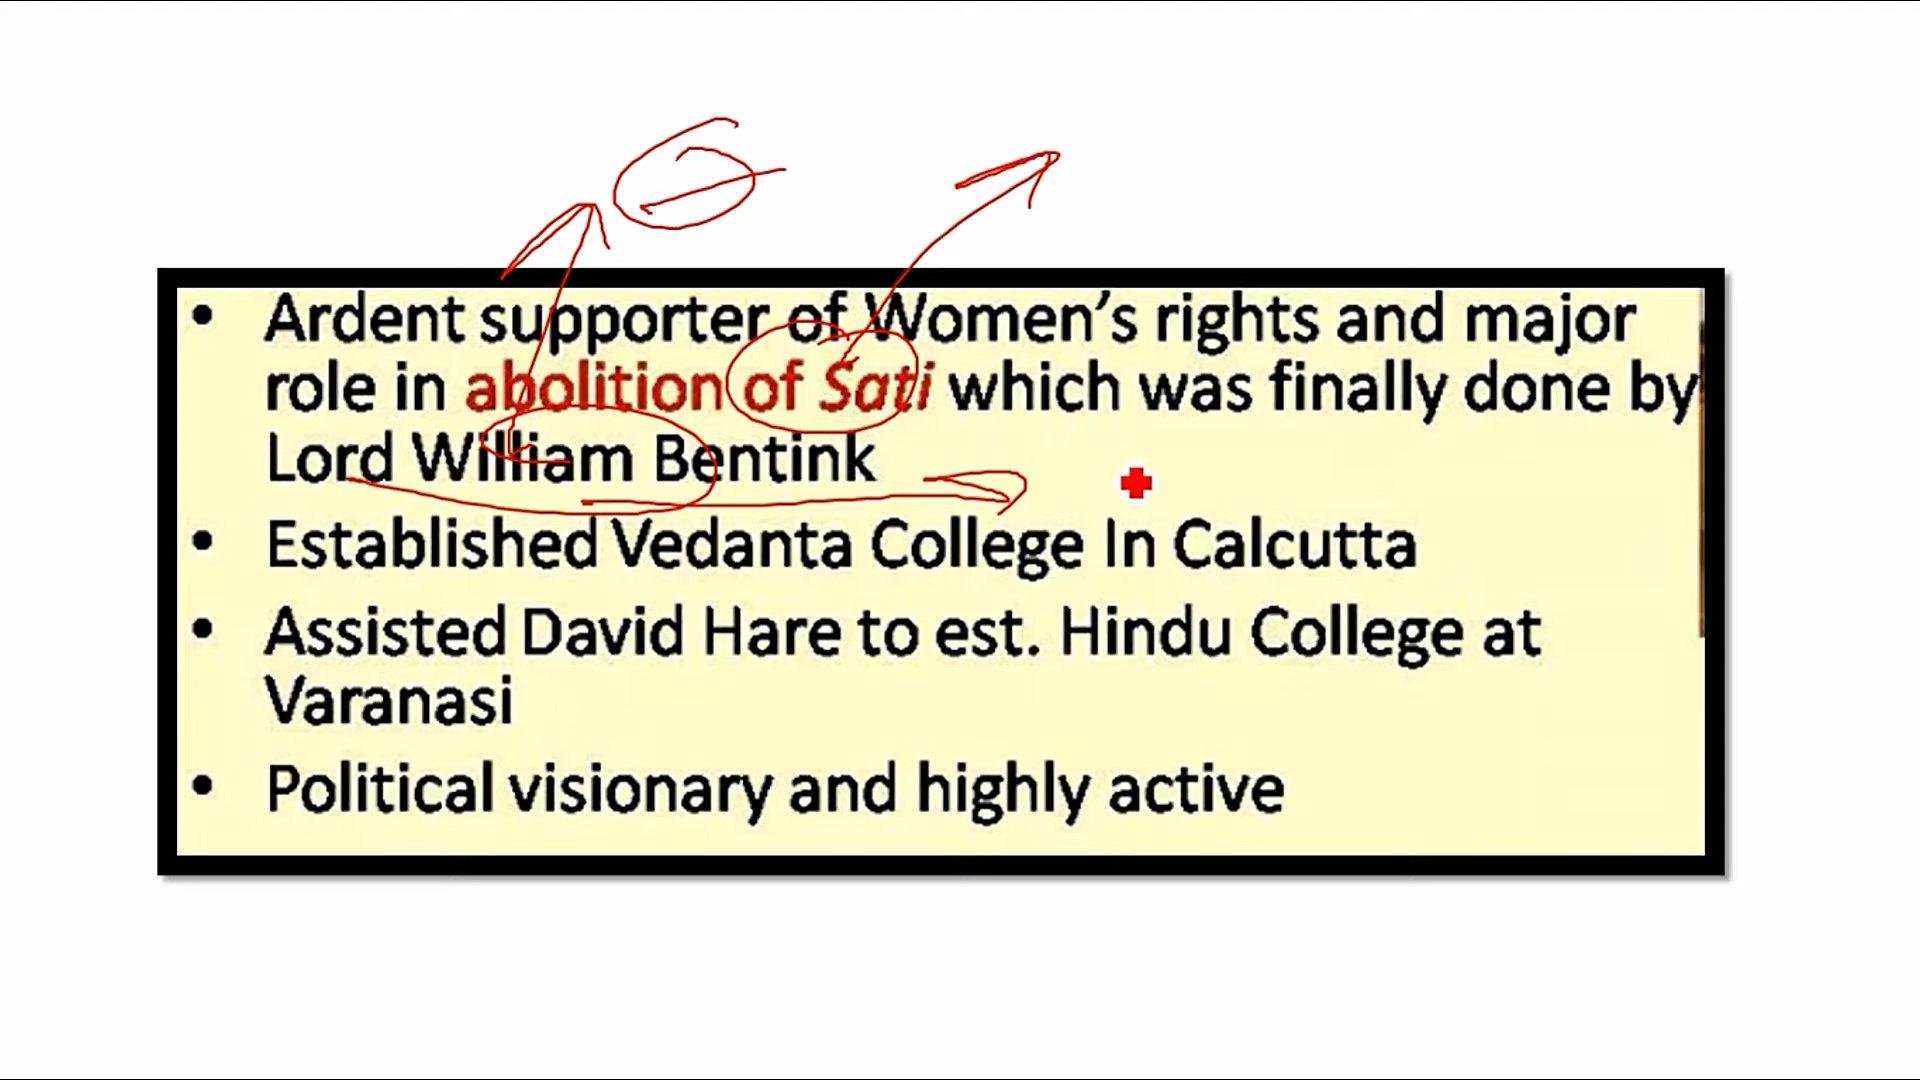 • Ardent supporter of Women's rights and major
role in abolition of Sati which was finally done by
Lord William Bentink
• Established Vedanta College In Calcutta
• Assisted David Hare to est. Hindu College at
Varanasi
• Political visionary and highly active